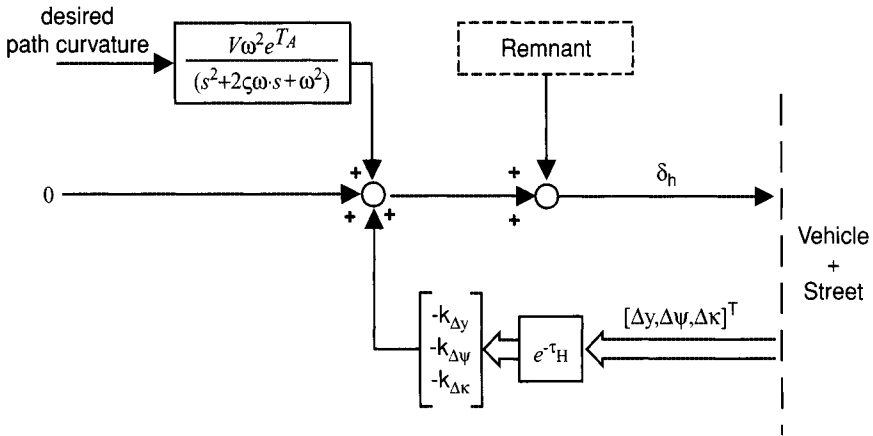 desired
path curvature
Vω²e^{T_A}
(s²+2ςω·s+ω²)
Remnant
+
+
0
+
+
+
δ_h
Vehicle
+
Street
-k_{Δy}
-k_{Δψ}
-k_{Δκ}
e^{-τ_H}
[Δy,Δψ,Δκ]^T